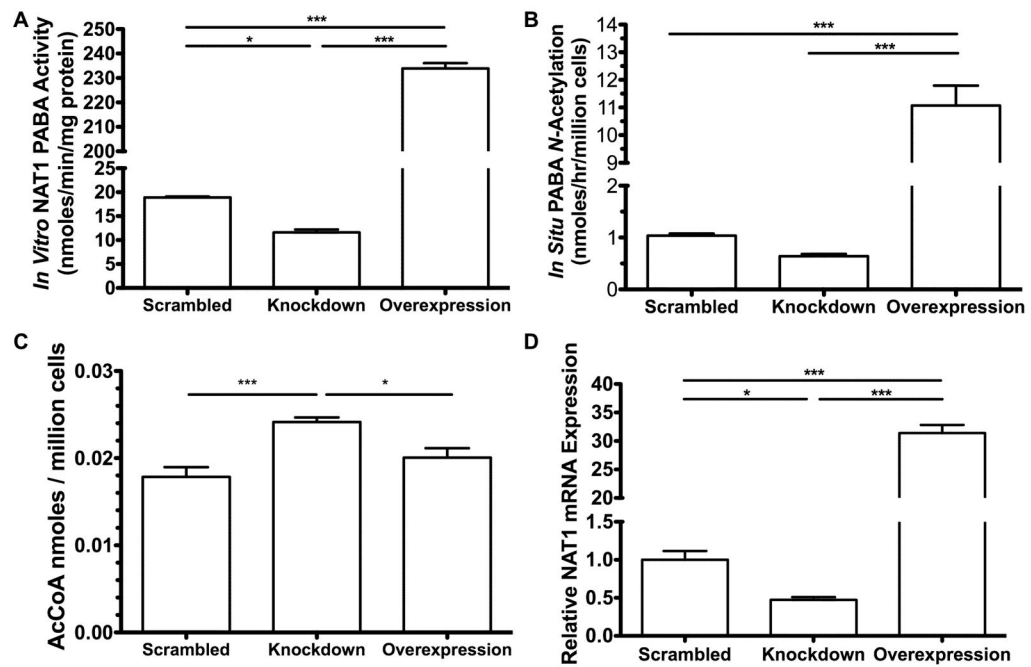 A
In Vitro NAT1 PABA Activity
(nmoles/min/mg protein)
250
240
230
220
210
200
25
20
15
10
5
0
***
*
***
Scrambled
Knockdown
Overexpression
B
In Situ PABA N-Acetylation
(nmoles/hr/million cells)
14
13
12
11
10
9
2
1
0
***
***
Scrambled
Knockdown
Overexpression
C
AcCoA nmoles / million cells
0.03
0.02
0.01
0.00
***
*
Scrambled
Knockdown
Overexpression
D
Relative NAT1 mRNA Expression
40
35
30
25
20
1.5
1.0
0.5
0.0
***
*
***
Scrambled
Knockdown
Overexpression